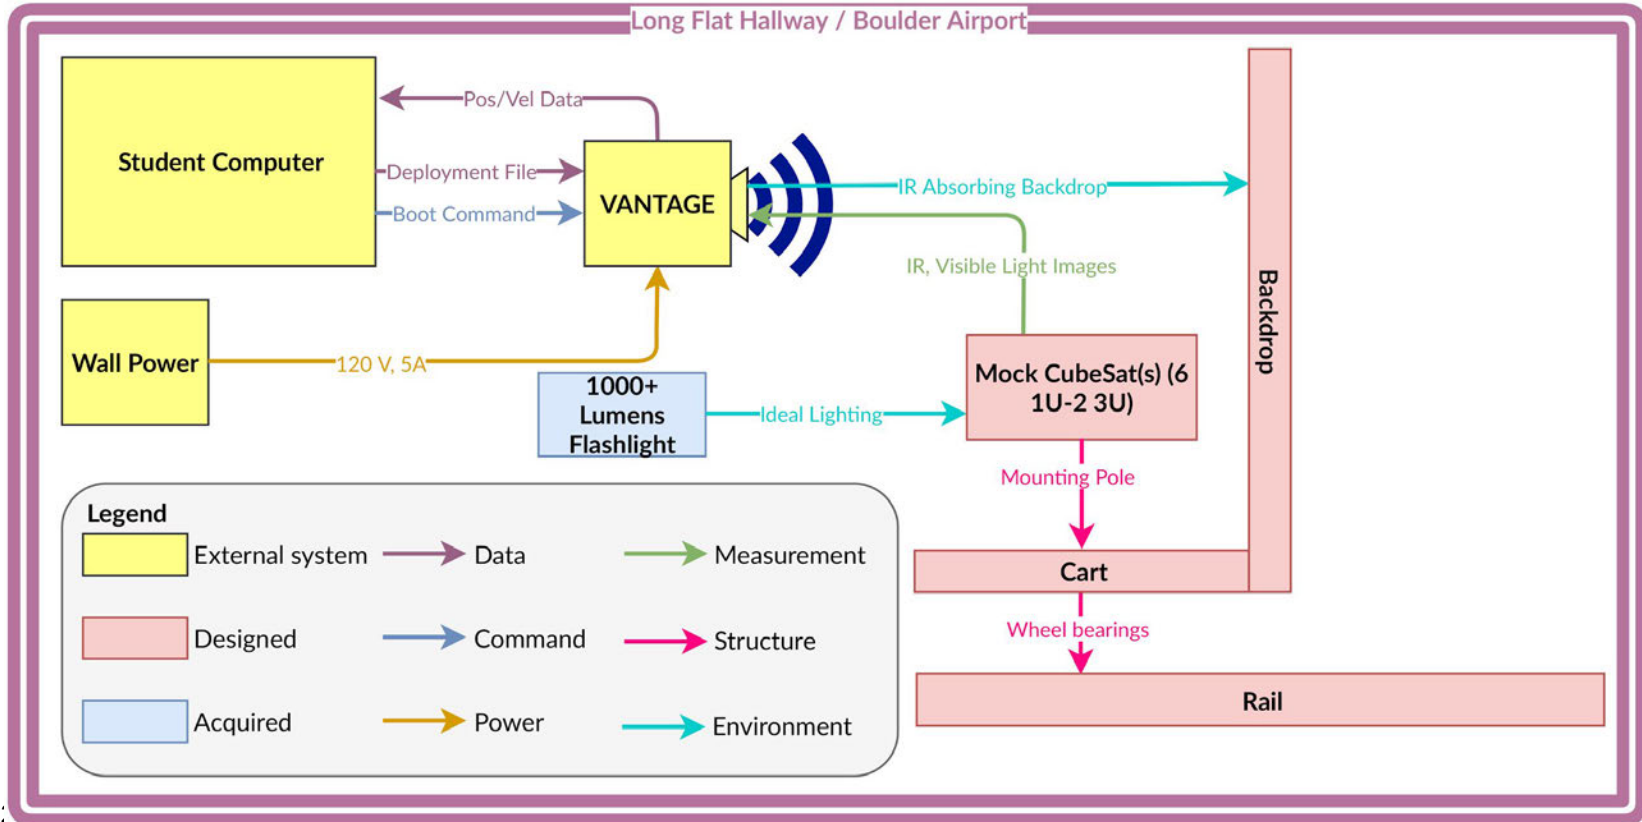 Long Flat Hallway / Boulder Airport
Student Computer
Pos/Vel Data
Deployment File
Boot Command
VANTAGE
IR Absorbing Backdrop
IR, Visible Light Images
Backdrop
Wall Power
120 V, 5A
1000+
Lumens
Flashlight
Ideal Lighting
Mock CubeSat(s) (6
1U-2 3U)
Mounting Pole
Cart
Wheel bearings
Rail
Legend
External system
Data
Measurement
Designed
Command
Structure
Acquired
Power
Environment